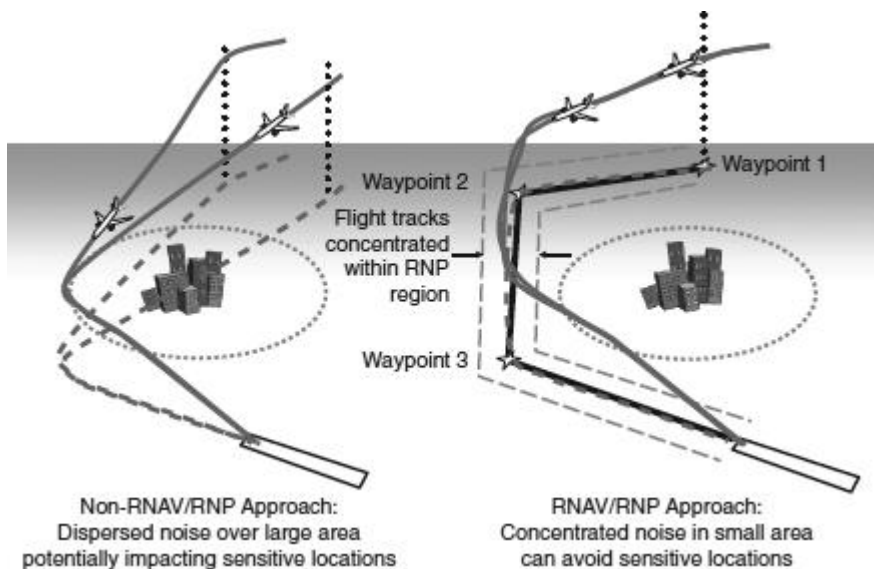 Waypoint 1
Waypoint 2
Flight tracks
concentrated
within RNP
region
Waypoint 3
Non-RNAV/RNP Approach:
Dispersed noise over large area
potentially impacting sensitive locations
RNAV/RNP Approach:
Concentrated noise in small area
can avoid sensitive locations